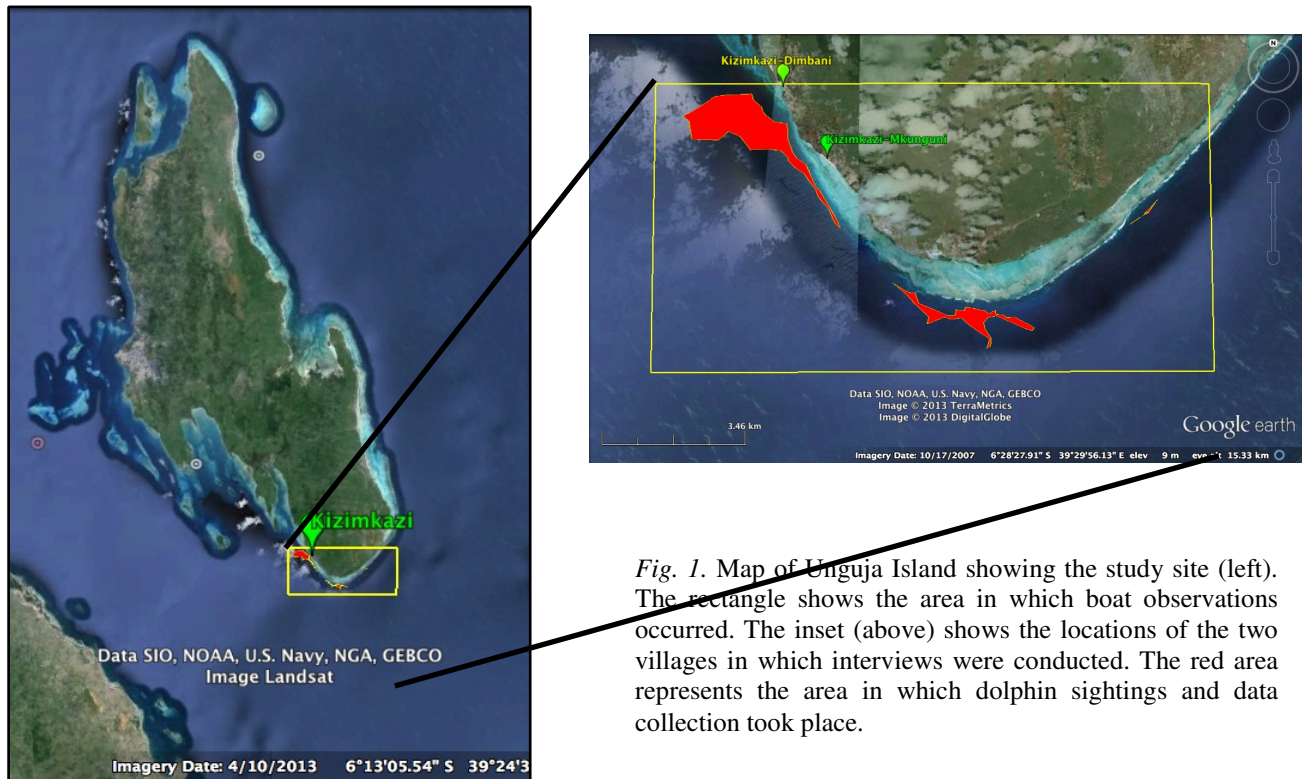 Kizimkazi
Data SIO, NOAA, U.S. Navy, NGA, GEBCO
Image Landsat
Imagery Date: 4/10/2013 6°13'05.54" S 39°24'3
N
Kizimkazi-Dimbani
Kizimkazi-Mkunguni
Data SIO, NOAA, U.S. Navy, NGA, GEBCO
Image © 2013 TerraMetrics
Image © 2013 DigitalGlobe
3.46 km
Google earth
Imagery Date: 10/17/2007 6°28'27.91" S 39°29'56.13" E elev 9 m eye alt 15.33 km
Fig. 1. Map of Unguja Island showing the study site (left).
The rectangle shows the area in which boat observations
occurred. The inset (above) shows the locations of the two
villages in which interviews were conducted. The red area
represents the area in which dolphin sightings and data
collection took place.